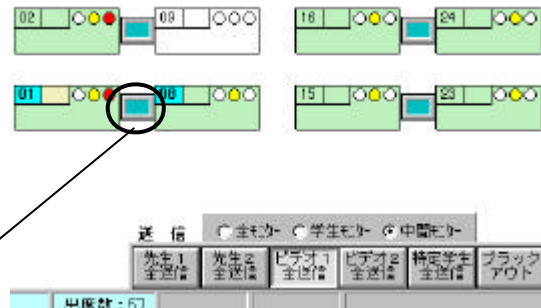 02 09 16 24
01 08 15 23
送信 全モニター 学生モニター 中間モニター
先生1 全送信 先生2 全送信 ビデオ1 全送信 ビデオ2 全送信 特定学生 全送信 ブラック アウト
出席数: